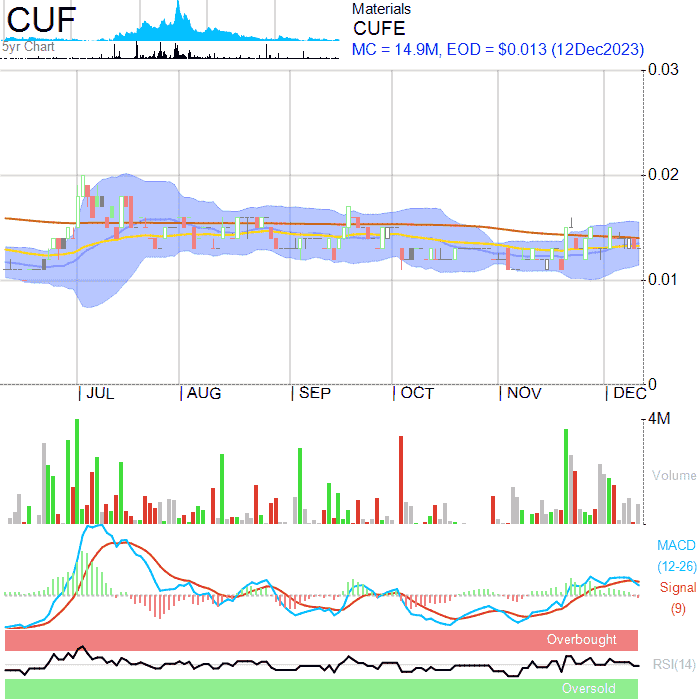 CUF
5yr Chart
Materials
CUFE
MC = 14.9M, EOD = $0.013 (12Dec2023)
0.03
0.02
0.01
0
JUL AUG SEP OCT NOV DEC
4M
Volume
MACD
(12-26)
Signal
(9)
Overbought
RSI(14)
Oversold